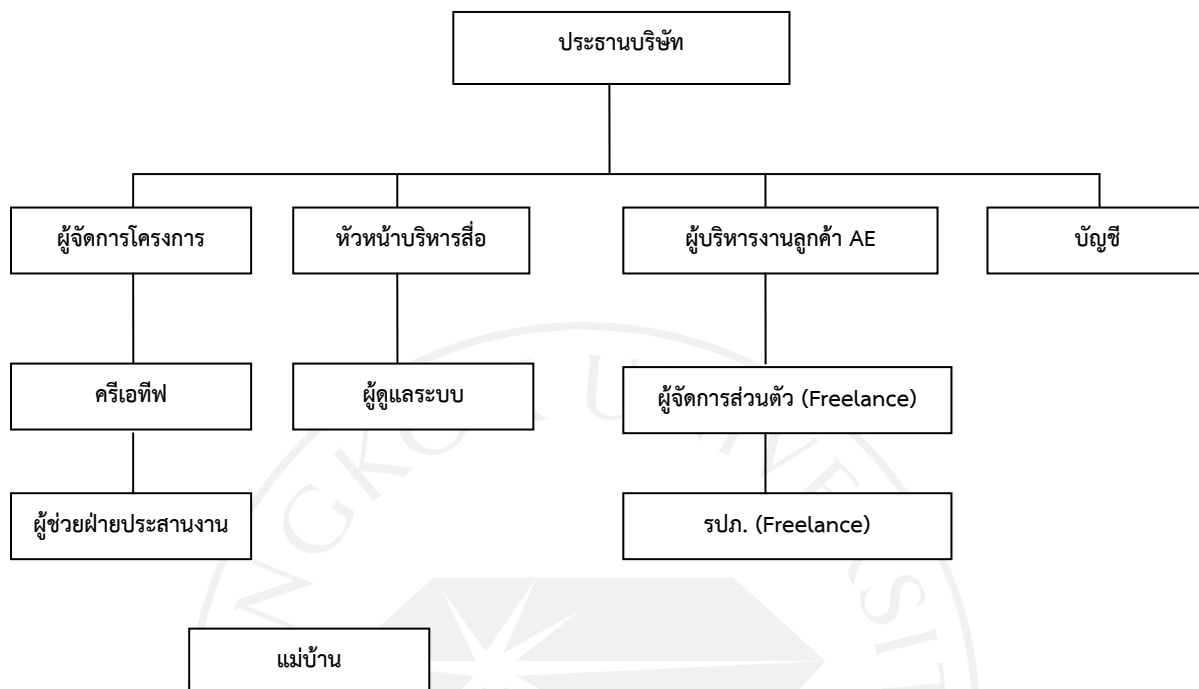 ประธานบริษัท
ผู้จัดการโครงการ
หัวหน้าบริหารสื่อ
ผู้บริหารงานลูกค้า AE
บัญชี
ครีเอทีฟ
ผู้ดูแลระบบ
ผู้จัดการส่วนตัว (Freelance)
ผู้ช่วยฝ่ายประสานงาน
รปภ. (Freelance)
แม่บ้าน